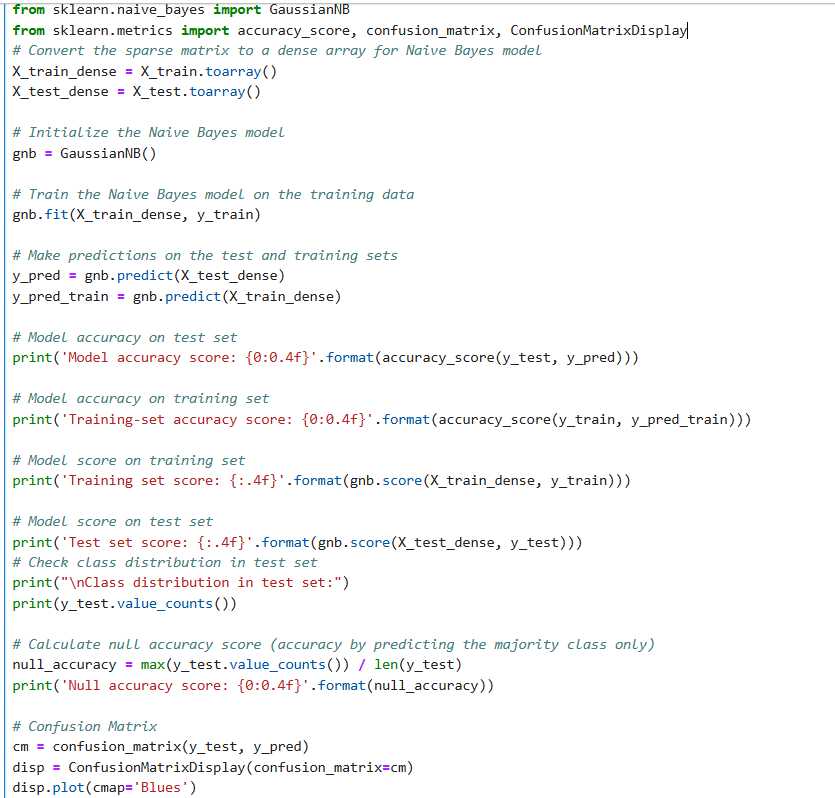 from sklearn.naive_bayes import GaussianNB
from sklearn.metrics import accuracy_score, confusion_matrix, ConfusionMatrixDisplay
# Convert the sparse matrix to a dense array for Naive Bayes model
X_train_dense = X_train.toarray()
X_test_dense = X_test.toarray()

# Initialize the Naive Bayes model
gnb = GaussianNB()

# Train the Naive Bayes model on the training data
gnb.fit(X_train_dense, y_train)

# Make predictions on the test and training sets
y_pred = gnb.predict(X_test_dense)
y_pred_train = gnb.predict(X_train_dense)

# Model accuracy on test set
print('Model accuracy score: {0:0.4f}'.format(accuracy_score(y_test, y_pred)))

# Model accuracy on training set
print('Training-set accuracy score: {0:0.4f}'.format(accuracy_score(y_train, y_pred_train)))

# Model score on training set
print('Training set score: {:.4f}'.format(gnb.score(X_train_dense, y_train)))

# Model score on test set
print('Test set score: {:.4f}'.format(gnb.score(X_test_dense, y_test)))
# Check class distribution in test set
print("\nClass distribution in test set:")
print(y_test.value_counts())

# Calculate null accuracy score (accuracy by predicting the majority class only)
null_accuracy = max(y_test.value_counts()) / len(y_test)
print('Null accuracy score: {0:0.4f}'.format(null_accuracy))

# Confusion Matrix
cm = confusion_matrix(y_test, y_pred)
disp = ConfusionMatrixDisplay(confusion_matrix=cm)
disp.plot(cmap='Blues')